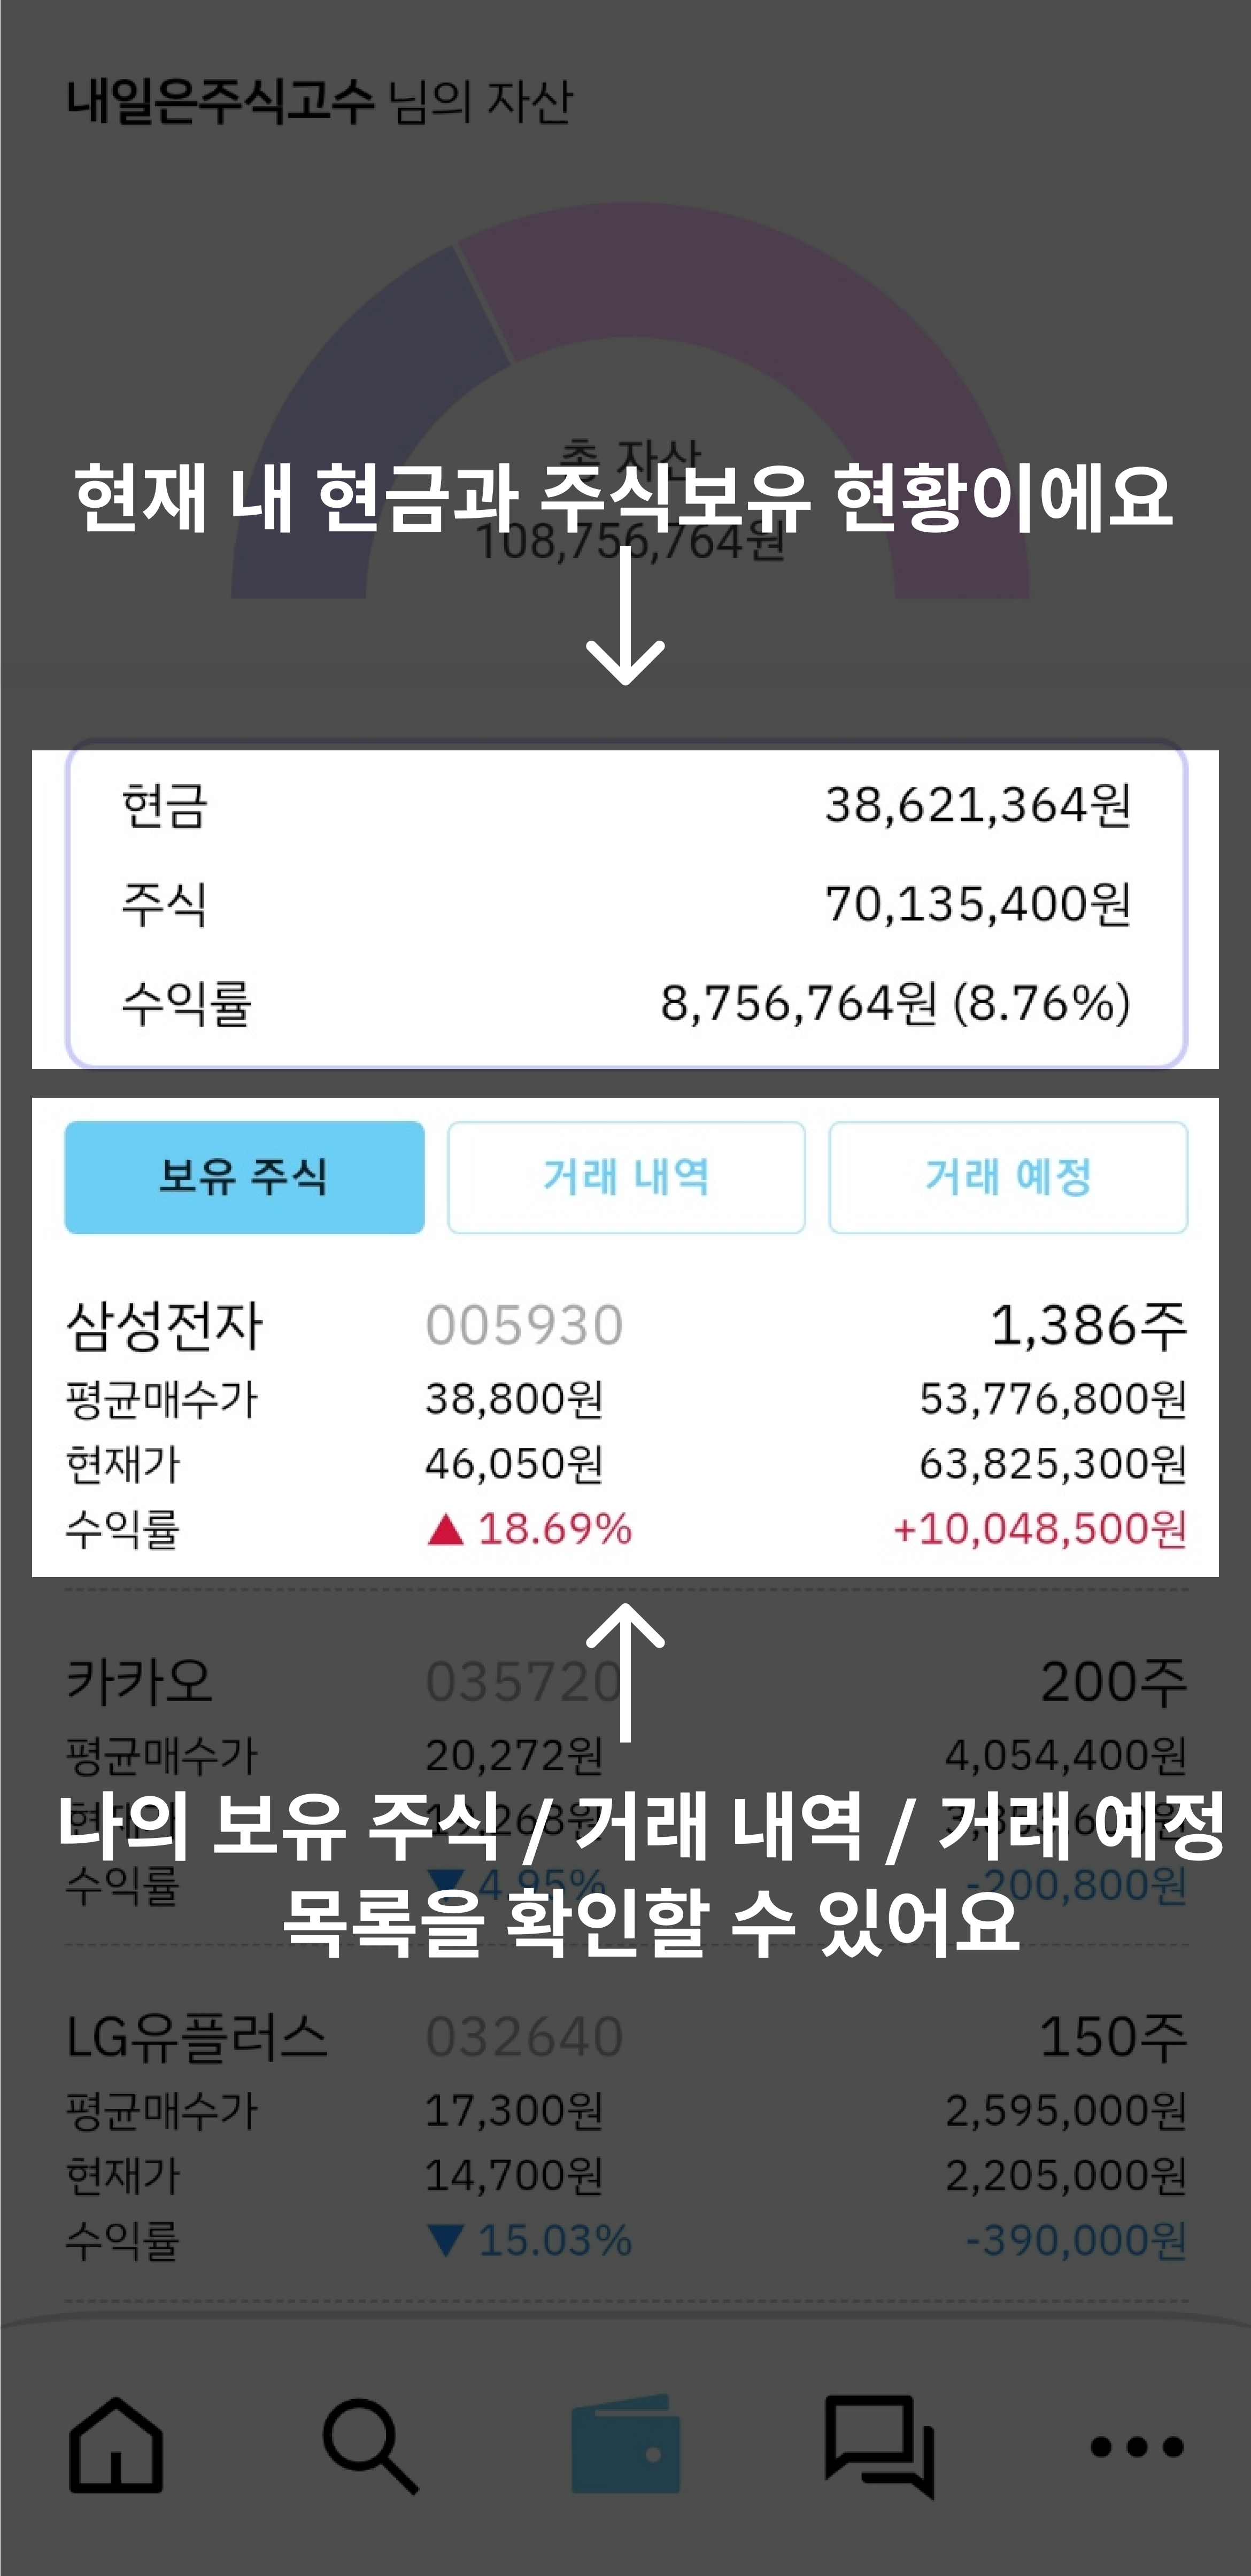 내일은주식고수 님의 자산
총 자산
현재 내 현금과 주식보유 현황이에요
108,756,764원
현금 38,621,364원
주식 70,135,400원
수익률 8,756,764원 (8.76%)
보유 주식 거래 내역 거래 예정
삼성전자 005930 1,386주
평균매수가 38,800원 53,776,800원
현재가 46,050원 63,825,300원
수익률 ▲ 18.69% +10,048,500원
카카오 035720 200주
평균매수가 20,272원 4,054,400원
현재가
나의 보유 주식 / 거래 내역 / 거래 예정
수익률 ▼ 4.95% -200,800원
목록을 확인할 수 있어요
LG유플러스 032640 150주
평균매수가 17,300원 2,595,000원
현재가 14,700원 2,205,000원
수익률 ▼ 15.03% -390,000원